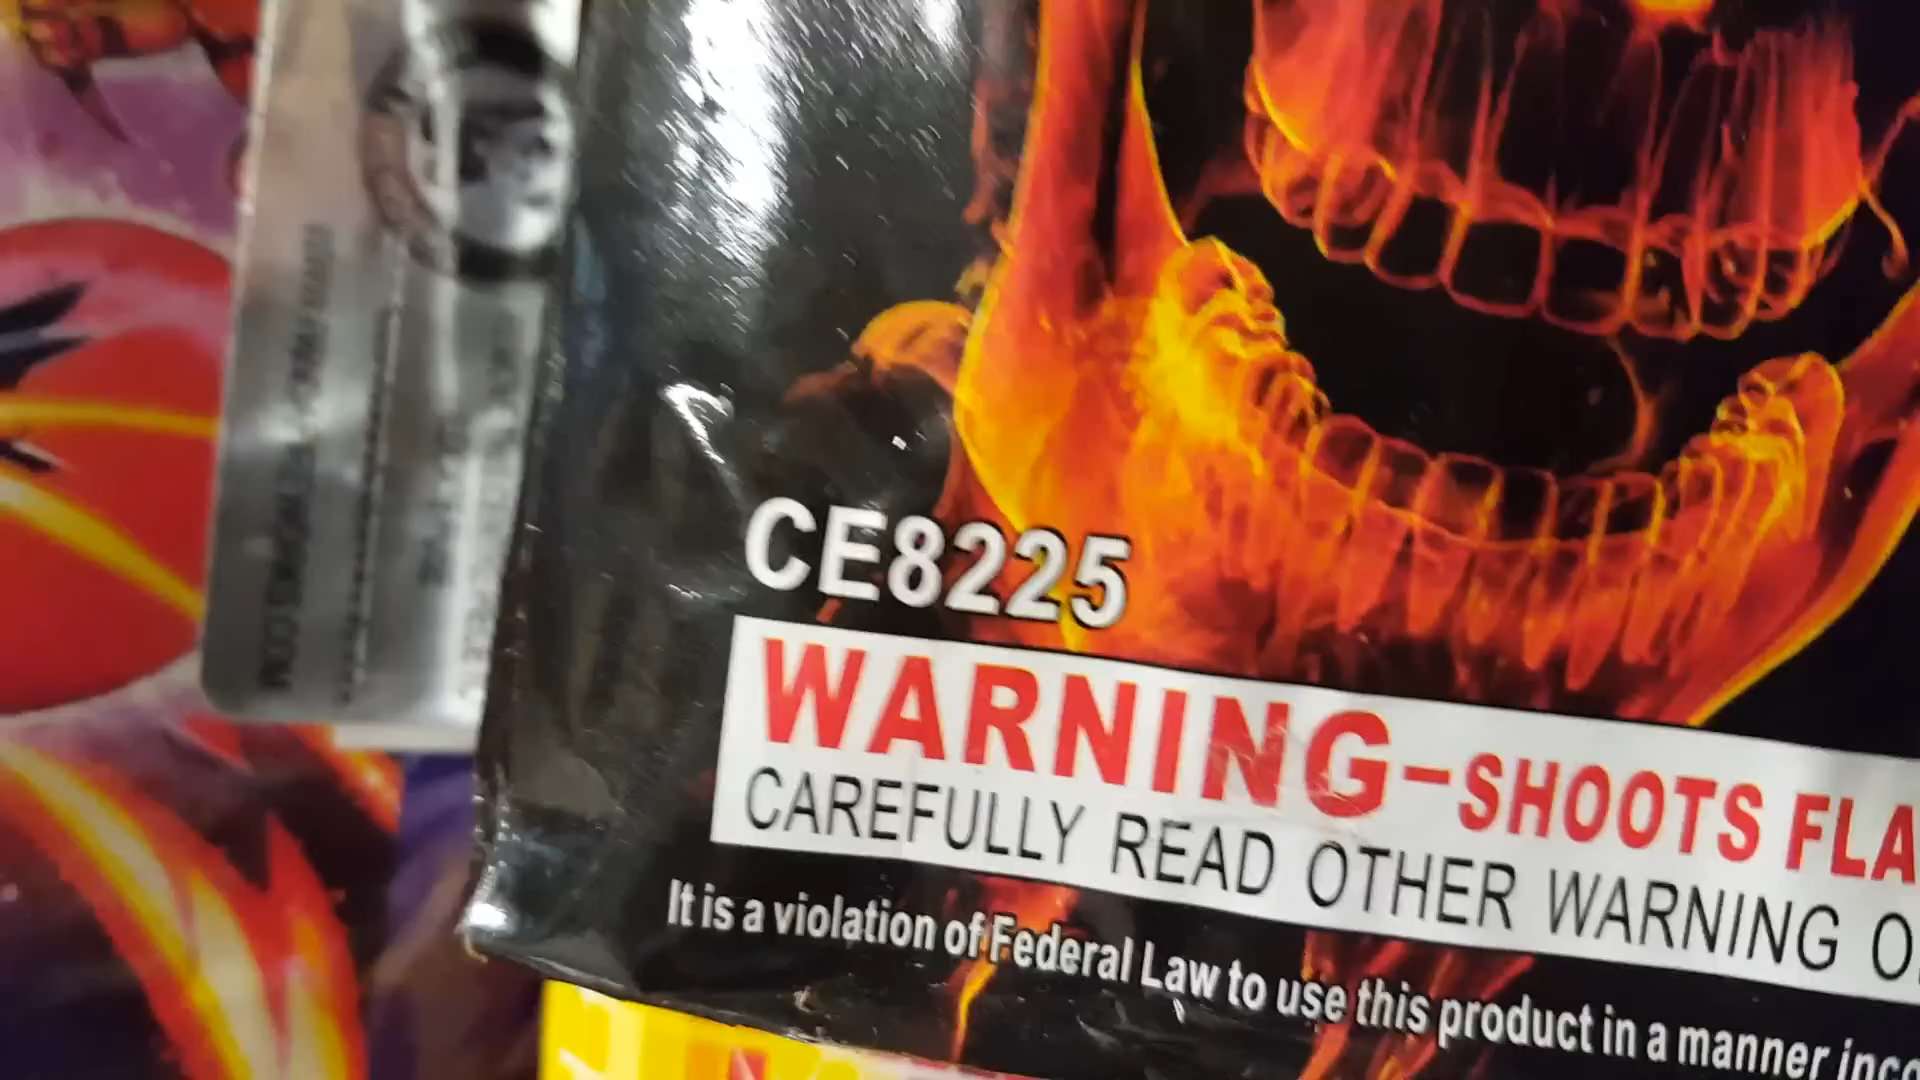 CE8225
WARNING-SHOOTS FLA
CAREFULLY READ OTHER WARNING O
It is a violation of Federal Law to use this product in a manner inco